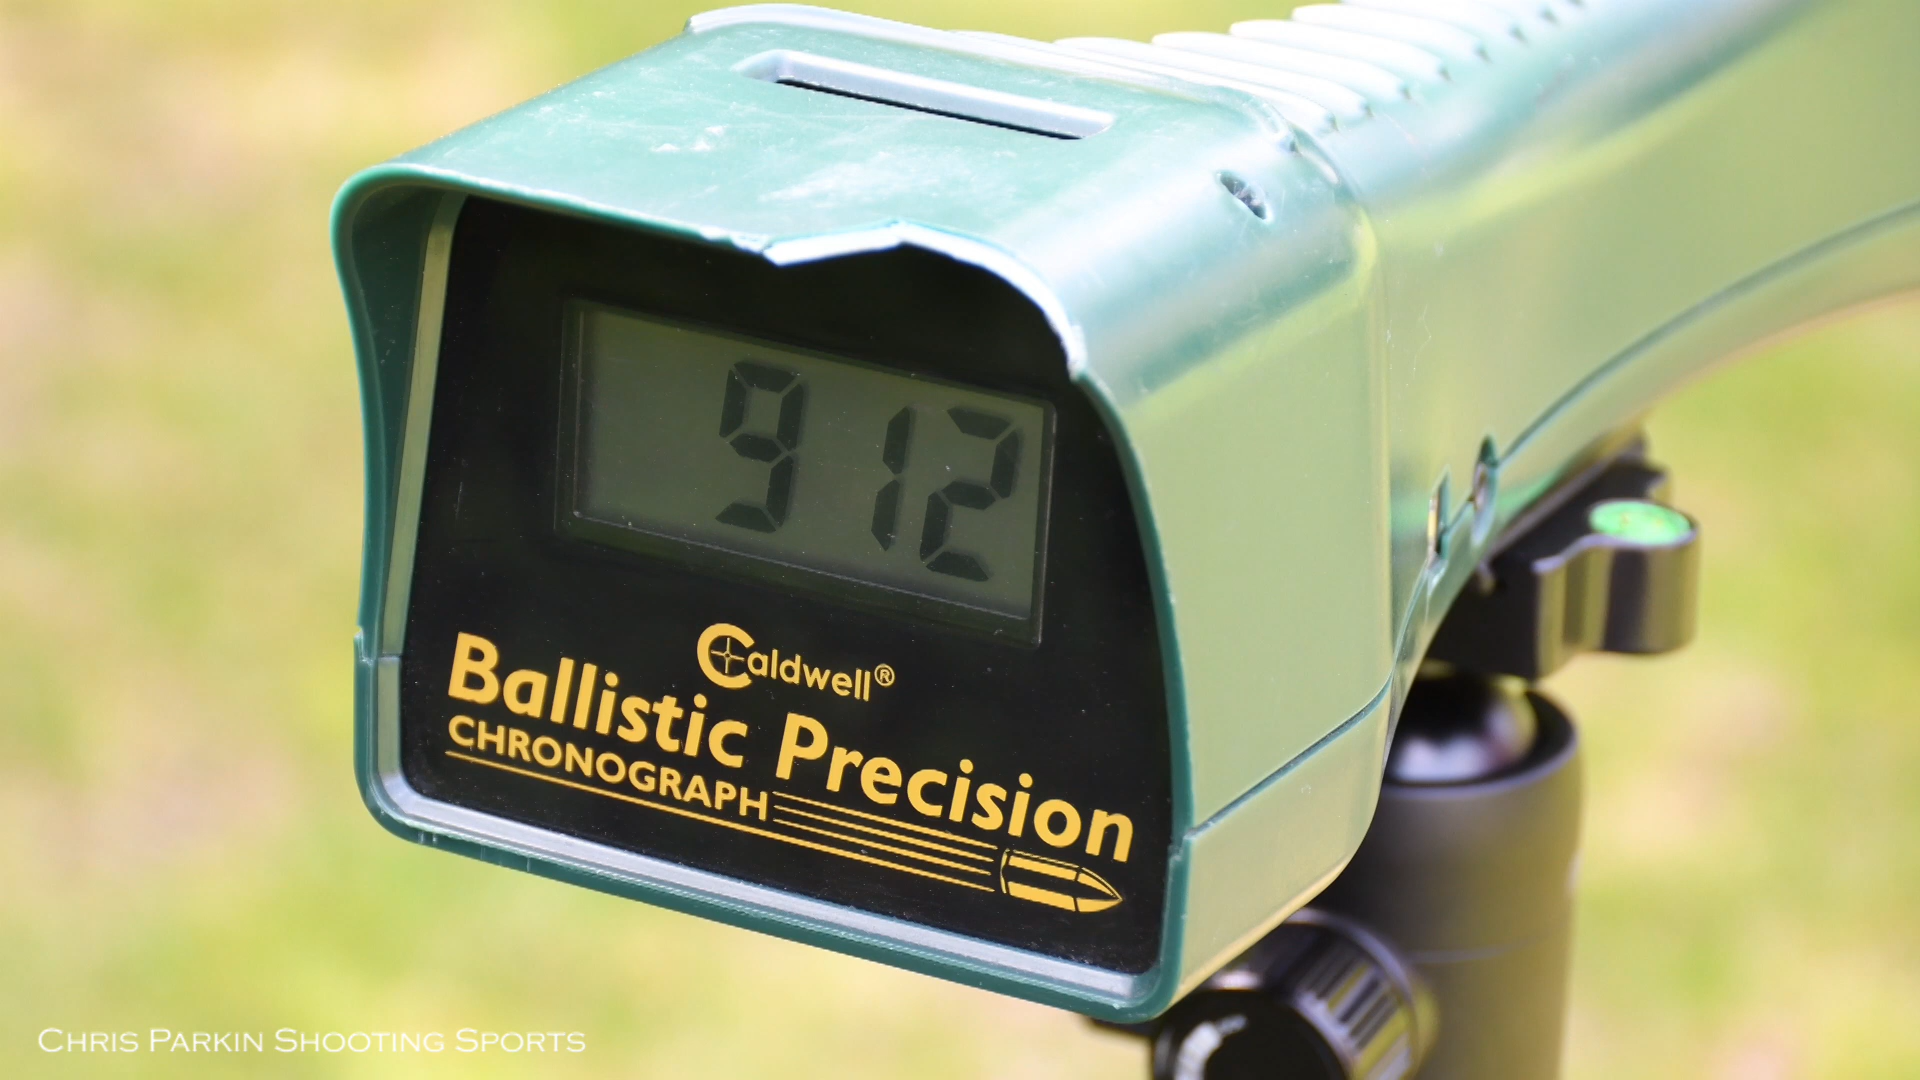 912
Caldwell®
Ballistic Precision
CHRONOGRAPH
CHRIS PARKIN SHOOTING SPORTS